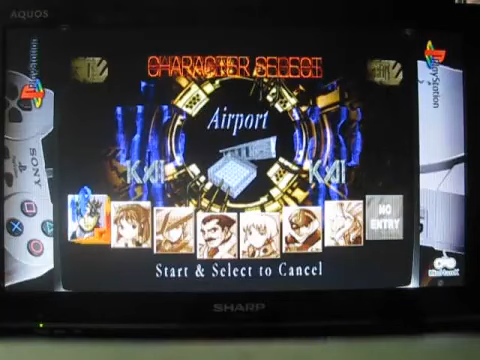 AQUOS
CHARACTER SELECT
PlayStation
PlayStation
Airport
SONY
KAI
KAI
NO
ENTRY
Start & Select to Cancel
SHARP